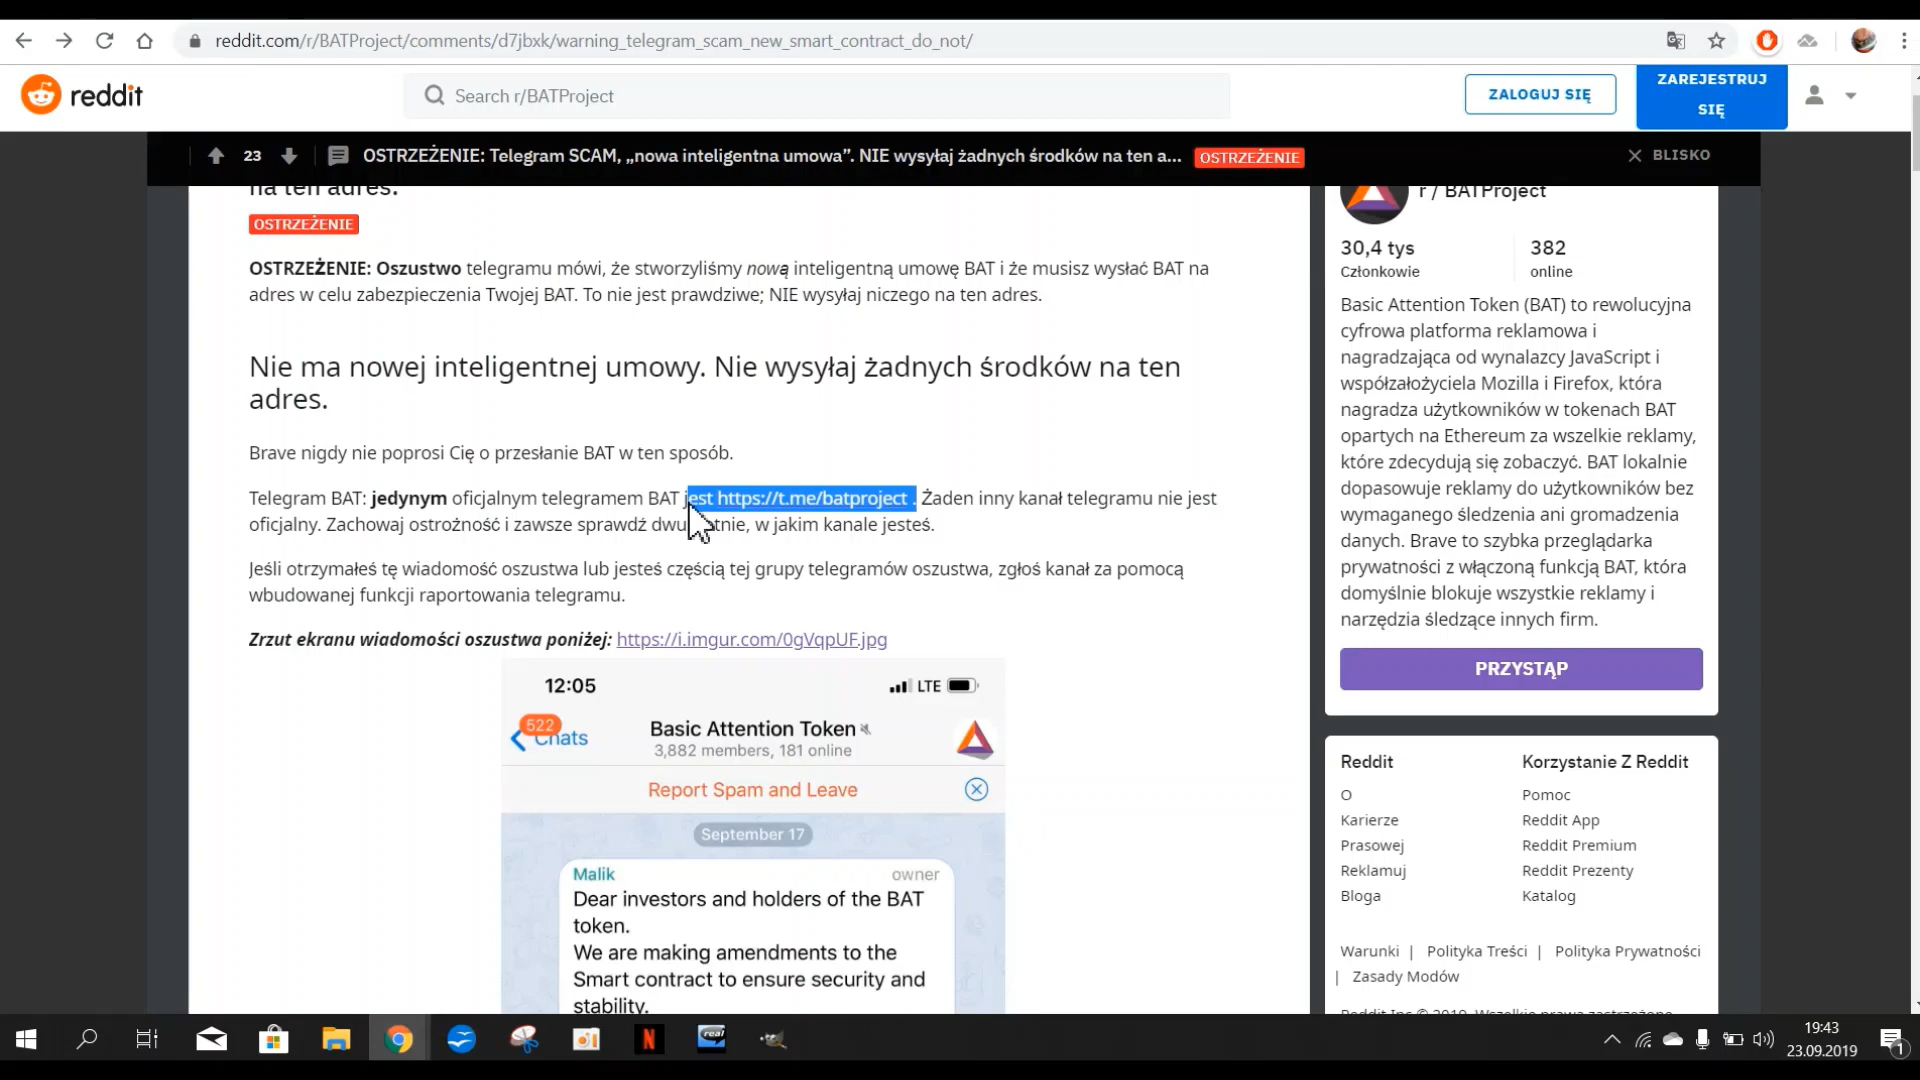 reddit.com/r/BATProject/comments/d7jbxk/warning_telegram_scam_new_smart_contract_do_not/
reddit
Search r/BATProject
ZALOGUJ SIĘ
ZAREJESTRUJ
SIĘ
23
OSTRZEŻENIE: Telegram SCAM, „nowa inteligentna umowa”. NIE wysyłaj żadnych środków na ten a...
OSTRZEŻENIE
BLISKO
na ten adres.
OSTRZEŻENIE
OSTRZEŻENIE: Oszustwo telegramu mówi, że stworzyliśmy nową inteligentną umowę BAT i że musisz wysłać BAT na
adres w celu zabezpieczenia Twojej BAT. To nie jest prawdziwe; NIE wysyłaj niczego na ten adres.
Nie ma nowej inteligentnej umowy. Nie wysyłaj żadnych środków na ten
adres.
Brave nigdy nie poprosi Cię o przesłanie BAT w ten sposób.
Telegram BAT: jedynym oficjalnym telegramem BAT jest https://t.me/batproject . Żaden inny kanał telegramu nie jest
oficjalny. Zachowaj ostrożność i zawsze sprawdź dwukrotnie, w jakim kanale jesteś.
Jeśli otrzymałeś tę wiadomość oszustwa lub jesteś częścią tej grupy telegramów oszustwa, zgłoś kanał za pomocą
wbudowanej funkcji raportowania telegramu.
Zrzut ekranu wiadomości oszustwa poniżej: https://i.imgur.com/0gVqpUF.jpg
12:05
LTE
522
Chats
Basic Attention Token
3,882 members, 181 online
Report Spam and Leave
September 17
Malik
owner
Dear investors and holders of the BAT
token.
We are making amendments to the
Smart contract to ensure security and
stability.
r / BATProject
30,4 tys
382
Członkowie
online
Basic Attention Token (BAT) to rewolucyjna
cyfrowa platforma reklamowa i
nagradzająca od wynalazcy JavaScript i
współzałożyciela Mozilla i Firefox, która
nagradza użytkowników w tokenach BAT
opartych na Ethereum za wszelkie reklamy,
które zdecydują się zobaczyć. BAT lokalnie
dopasowuje reklamy do użytkowników bez
wymaganego śledzenia ani gromadzenia
danych. Brave to szybka przeglądarka
prywatności z włączoną funkcją BAT, która
domyślnie blokuje wszystkie reklamy i
narzędzia śledzące innych firm.
PRZYSTĄP
Reddit
Korzystanie Z Reddit
O
Pomoc
Karierze
Reddit App
Prasowej
Reddit Premium
Reklamuj
Reddit Prezenty
Bloga
Katalog
Warunki | Polityka Treści | Polityka Prywatności
| Zasady Modów
Reddit Inc © 2019. Wszelkie prawa zastrzeżone
real
N
19:43
23.09.2019
1